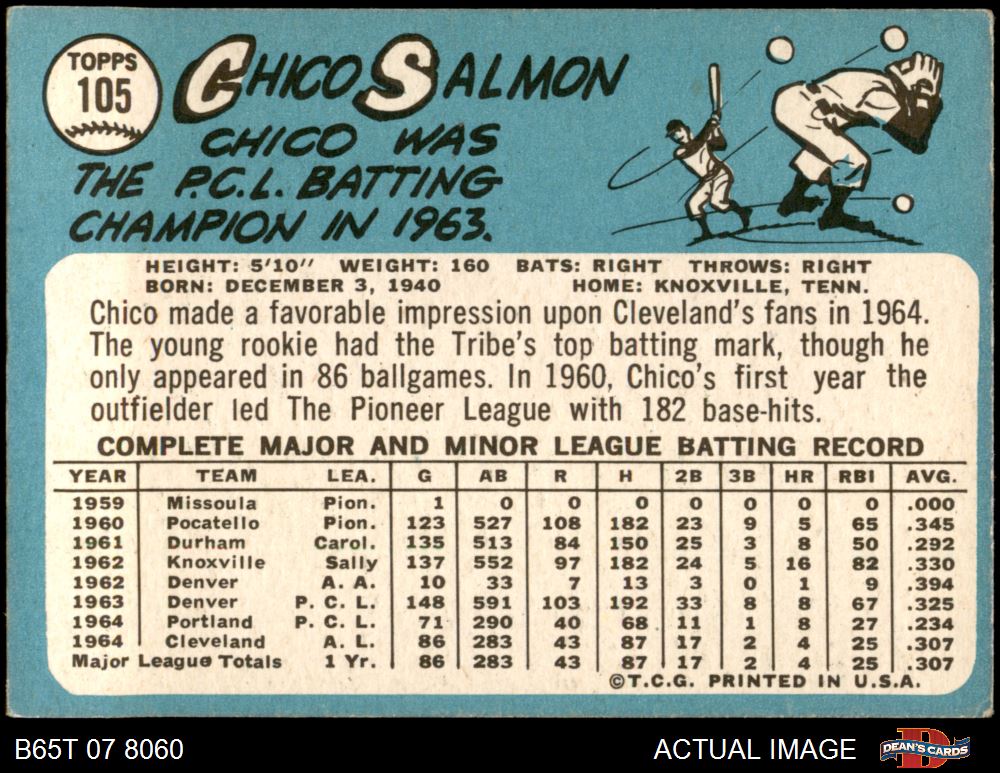 TOPPS
105
CHICO SALMON
CHICO WAS
THE P.C.L. BATTING
CHAMPION IN 1963.
HEIGHT: 5'10" WEIGHT: 160 BATS: RIGHT THROWS: RIGHT
BORN: DECEMBER 3, 1940 HOME: KNOXVILLE, TENN.
Chico made a favorable impression upon Cleveland's fans in 1964.
The young rookie had the Tribe's top batting mark, though he
only appeared in 86 ballgames. In 1960, Chico's first year the
outfielder led The Pioneer League with 182 base-hits.
COMPLETE MAJOR AND MINOR LEAGUE BATTING RECORD
YEAR TEAM LEA. G AB R H 2B 3B HR RBI AVG.
1959 Missoula Pion. 1 0 0 0 0 0 0 0 .000
1960 Pocatello Pion. 123 527 108 182 23 9 5 65 .345
1961 Durham Carol. 135 513 84 150 25 3 8 50 .292
1962 Knoxville Sally 137 552 97 182 24 5 16 82 .330
1962 Denver A. A. 10 33 7 13 3 0 1 9 .394
1963 Denver P. C. L. 148 591 103 192 33 8 8 67 .325
1964 Portland P. C. L. 71 290 40 68 11 1 8 27 .234
1964 Cleveland A. L. 86 283 43 87 17 2 4 25 .307
Major League Totals 1 Yr. 86 283 43 87 17 2 4 25 .307
©T.C.G. PRINTED IN U.S.A.
B65T 07 8060 ACTUAL IMAGE DEAN'S CARDS